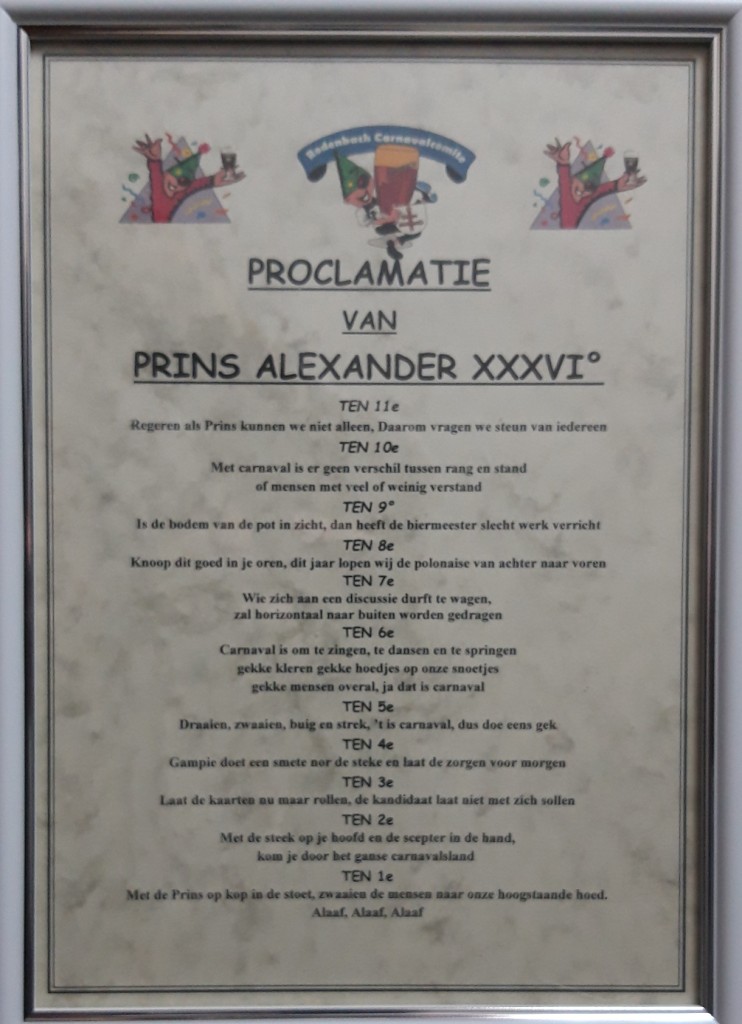 Rodenbach Carnavalcomite
PROCLAMATIE
VAN
PRINS ALEXANDER XXXVI°
TEN 11e
Regeren als Prins kunnen we niet alleen, Daarom vragen we steun van iedereen
TEN 10e
Met carnaval is er geen verschil tussen rang en stand
of mensen met veel of weinig verstand
TEN 9°
Is de bodem van de pot in zicht, dan heeft de biermeester slecht werk verricht
TEN 8e
Knoop dit goed in je oren, dit jaar lopen wij de polonaise van achter naar voren
TEN 7e
Wie zich aan een discussie durft te wagen,
zal horizontaal naar buiten worden gedragen
TEN 6e
Carnaval is om te zingen, te dansen en te springen
gekke kleren gekke hoedjes op onze snoetjes
gekke mensen overal, ja dat is carnaval
TEN 5e
Draaien, zwaaien, buig en strek, 't is carnaval, dus doe eens gek
TEN 4e
Gampie doet een smete nor de steke en laat de zorgen voor morgen
TEN 3e
Laat de kaarten nu maar rollen, de kandidaat laat niet met zich sollen
TEN 2e
Met de steek op je hoofd en de scepter in de hand,
kom je door het ganse carnavalsland
TEN 1e
Met de Prins op kop in de stoet, zwaaien de mensen naar onze hoogstaande hoed.
Alaaf, Alaaf, Alaaf